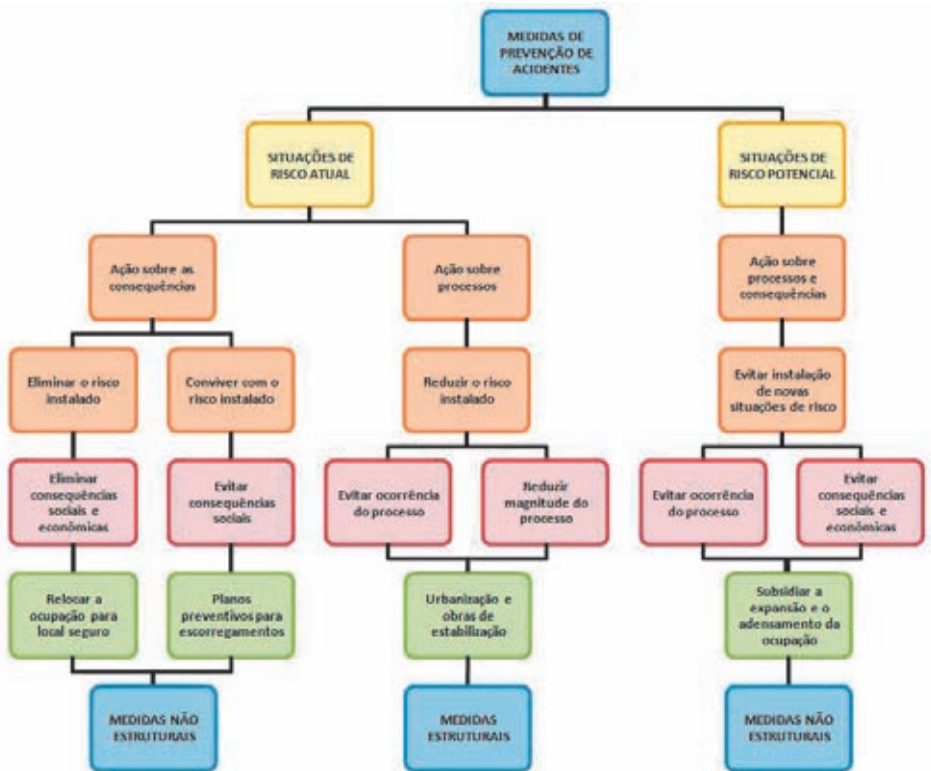 MEDIDAS DE
PREVENÇÃO DE
ACIDENTES
SITUAÇÕES DE
RISCO ATUAL
SITUAÇÕES DE
RISCO POTENCIAL
Ação sobre as
consequências
Ação sobre
processos
Ação sobre
processos e
consequências
Eliminar o risco
instalado
Conviver com o
risco instalado
Reduzir o risco
instalado
Evitar instalação
de novas
situações de risco
Eliminar
consequências
sociais e
econômicas
Evitar
consequências
sociais
Evitar ocorrência
do processo
Reduzir
magnitude do
processo
Evitar ocorrência
do processo
Evitar
consequências
sociais e
econômicas
Relocar a
ocupação para
local seguro
Planos
preventivos para
escorregamentos
Urbanização e
obras de
estabilização
Subsidiar a
expansão e o
adensamento da
ocupação
MEDIDAS NÃO
ESTRUTURAIS
MEDIDAS
ESTRUTURAIS
MEDIDAS NÃO
ESTRUTURAIS